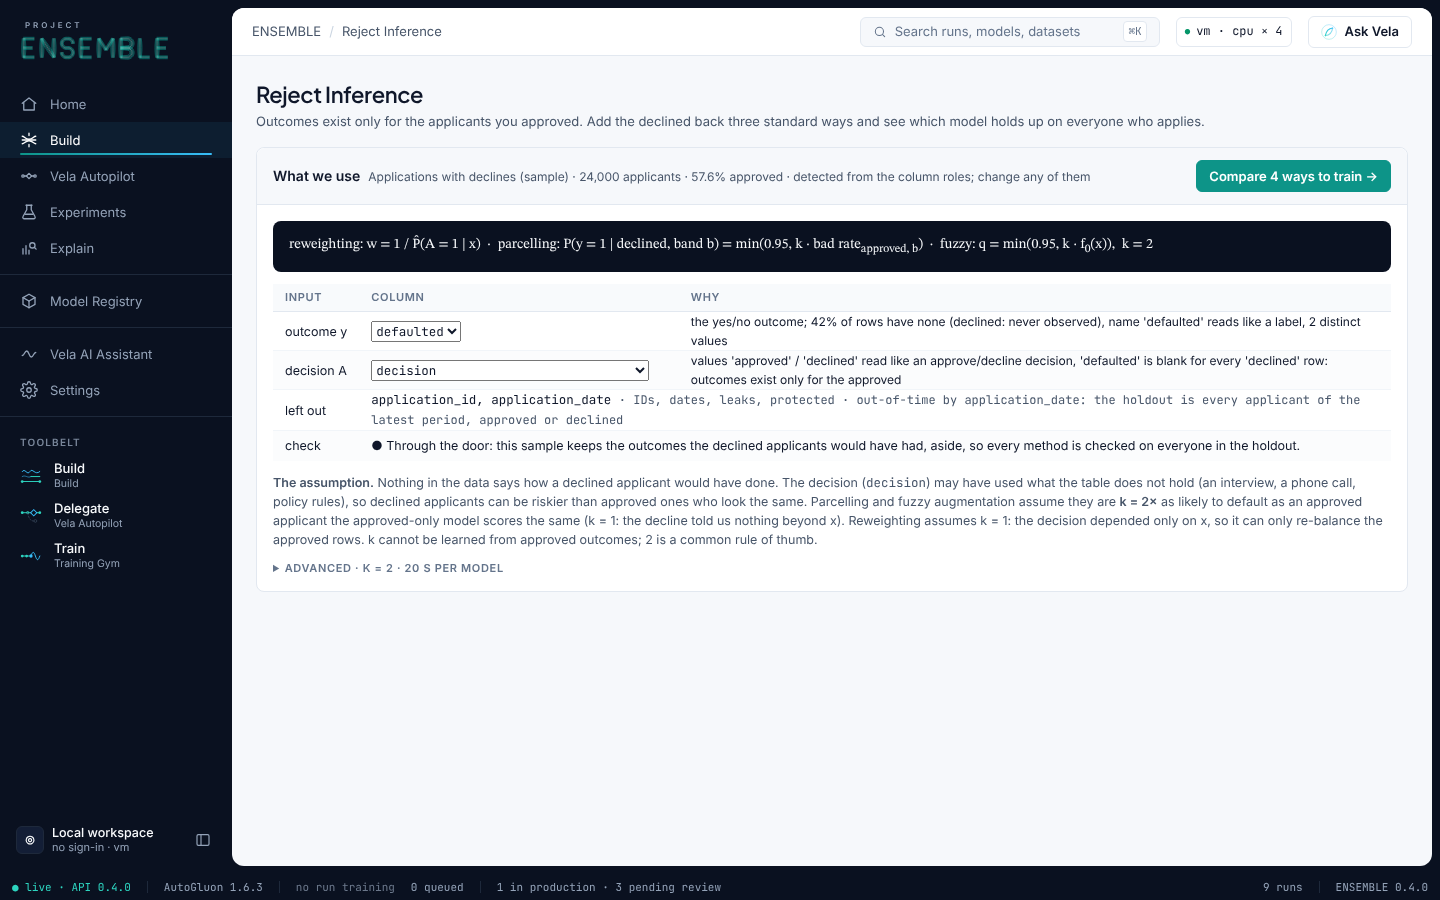 PROJECT
ENSEMBLE
Home
Build
Vela Autopilot
Experiments
Explain
Model Registry
Vela AI Assistant
Settings
TOOLBELT
Build
Build
Delegate
Vela Autopilot
Train
Training Gym
Local workspace
no sign-in · vm
ENSEMBLE / Reject Inference
Search runs, models, datasets ⌘K
vm · cpu × 4
Ask Vela
Reject Inference
Outcomes exist only for the applicants you approved. Add the declined back three standard ways and see which model holds up on everyone who applies.
What we use Applications with declines (sample) · 24,000 applicants · 57.6% approved · detected from the column roles; change any of them
Compare 4 ways to train →
reweighting: w = 1 / P̂(A = 1 | x) · parcelling: P(y = 1 | declined, band b) = min(0.95, k · bad rate approved, b) · fuzzy: q = min(0.95, k · f0(x)), k = 2
INPUT COLUMN WHY
outcome y defaulted the yes/no outcome; 42% of rows have none (declined: never observed), name 'defaulted' reads like a label, 2 distinct
values
decision A decision values 'approved' / 'declined' read like an approve/decline decision, 'defaulted' is blank for every 'declined' row:
outcomes exist only for the approved
left out application_id, application_date · IDs, dates, leaks, protected · out-of-time by application_date: the holdout is every applicant of the
latest period, approved or declined
check ● Through the door: this sample keeps the outcomes the declined applicants would have had, aside, so every method is checked on everyone in the holdout.
The assumption. Nothing in the data says how a declined applicant would have done. The decision (decision) may have used what the table does not hold (an interview, a phone call,
policy rules), so declined applicants can be riskier than approved ones who look the same. Parcelling and fuzzy augmentation assume they are k = 2× as likely to default as an approved
applicant the approved-only model scores the same (k = 1: the decline told us nothing beyond x). Reweighting assumes k = 1: the decision depended only on x, so it can only re-balance the
approved rows. k cannot be learned from approved outcomes; 2 is a common rule of thumb.
▶ ADVANCED · K = 2 · 20 S PER MODEL
● live · API 0.4.0 AutoGluon 1.6.3 no run training 0 queued 1 in production · 3 pending review 9 runs ENSEMBLE 0.4.0